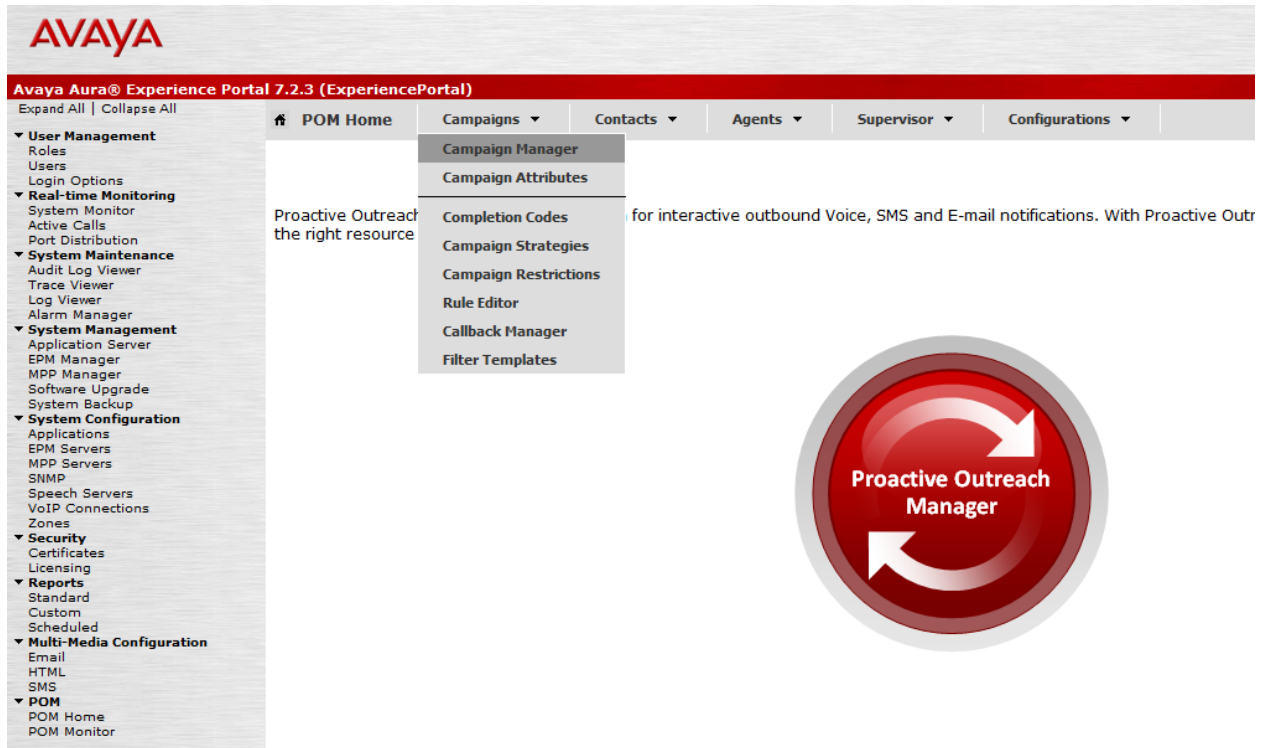 AVAYA
Avaya Aura® Experience Portal 7.2.3 (ExperiencePortal)
Expand All | Collapse All
▼ User Management
Roles
Users
Login Options
▼ Real-time Monitoring
System Monitor
Active Calls
Port Distribution
▼ System Maintenance
Audit Log Viewer
Trace Viewer
Log Viewer
Alarm Manager
▼ System Management
Application Server
EPM Manager
MPP Manager
Software Upgrade
System Backup
▼ System Configuration
Applications
EPM Servers
MPP Servers
SNMP
Speech Servers
VoIP Connections
Zones
▼ Security
Certificates
Licensing
▼ Reports
Standard
Custom
Scheduled
▼ Multi-Media Configuration
Email
HTML
SMS
▼ POM
POM Home
POM Monitor
POM Home Campaigns ▼ Contacts ▼ Agents ▼ Supervisor ▼ Configurations ▼
Campaign Manager
Campaign Attributes
Completion Codes
Campaign Strategies
Campaign Restrictions
Rule Editor
Callback Manager
Filter Templates
Proactive Outreach for interactive outbound Voice, SMS and E-mail notifications. With Proactive Outr
the right resource
Proactive Outreach
Manager